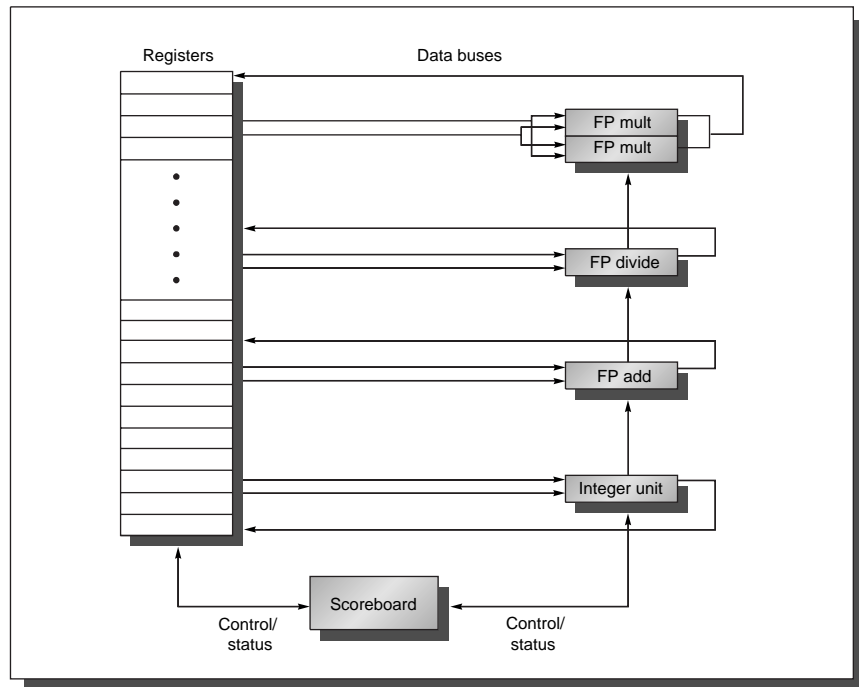 Registers
Data buses
FP mult
FP mult
FP divide
FP add
Integer unit
Scoreboard
Control/
status
Control/
status